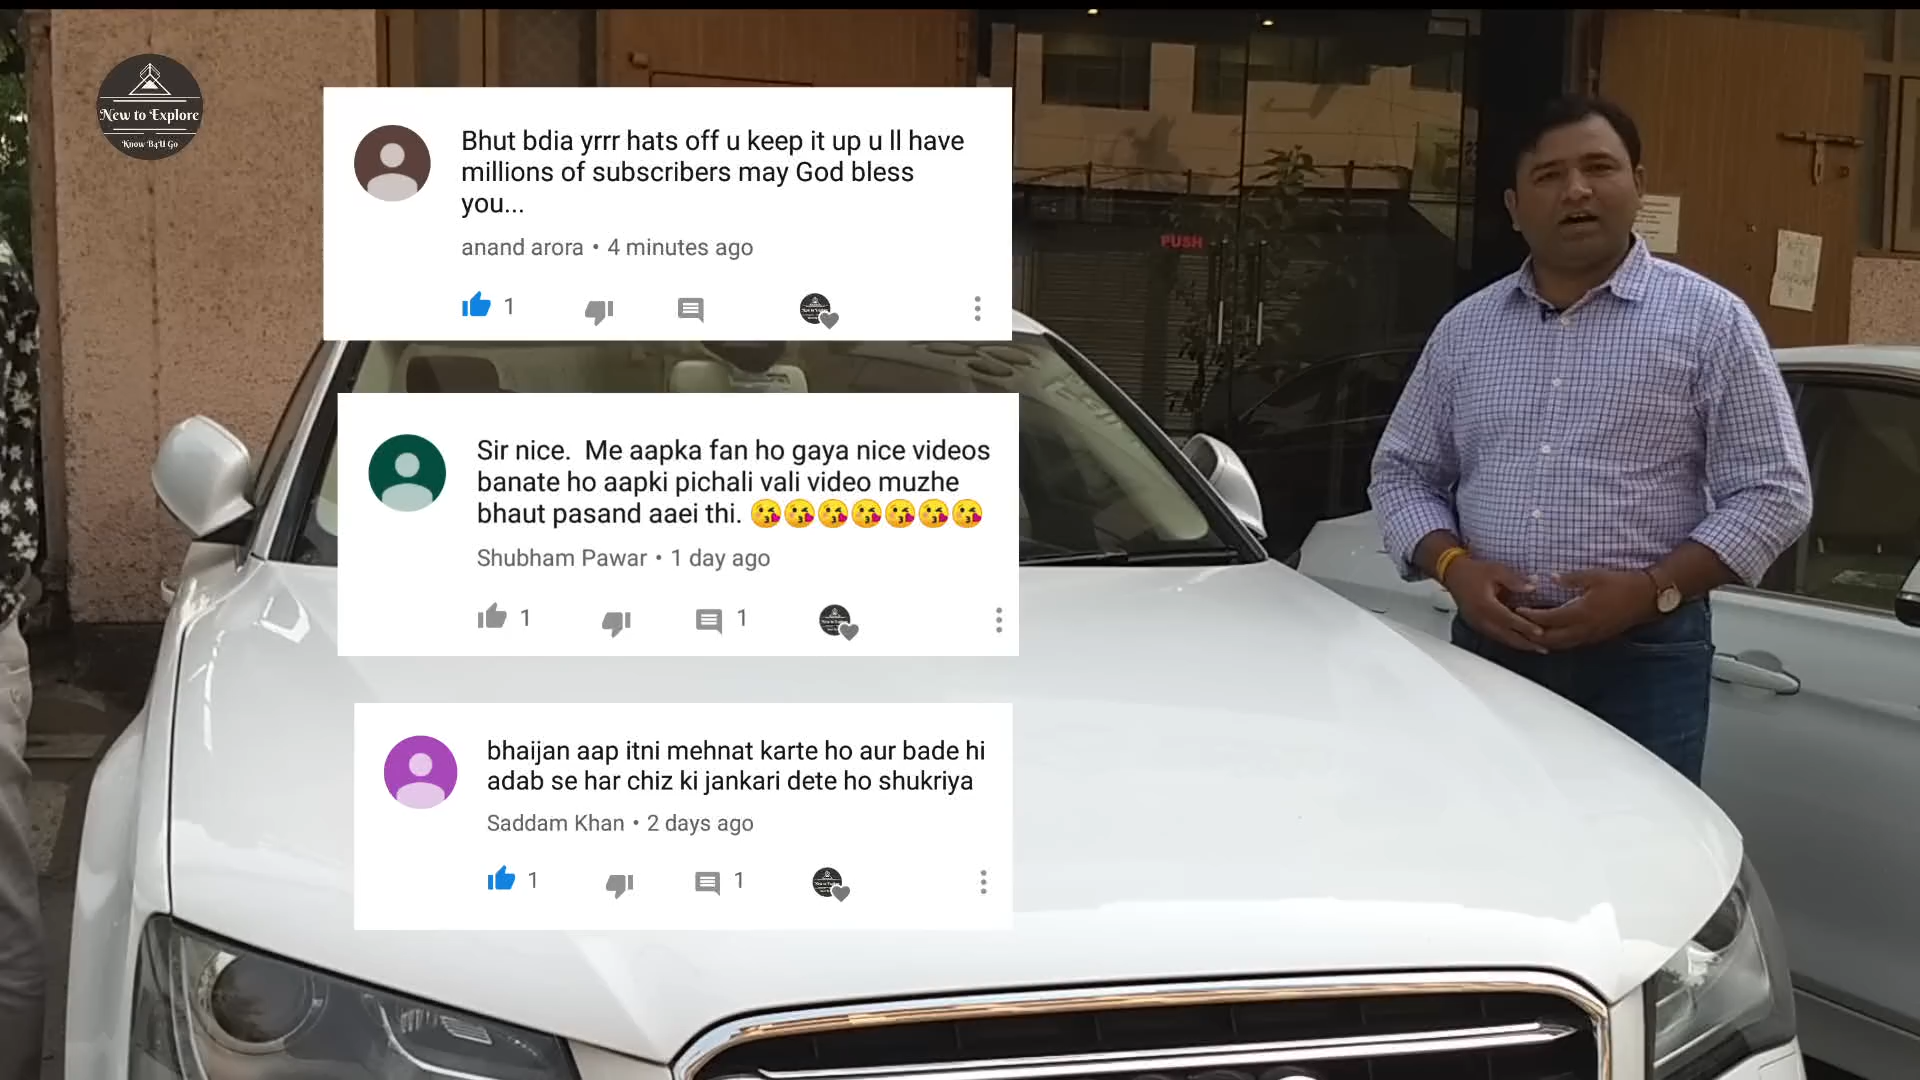 New to Explore
Know B4U Go
Bhut bdia yrrr hats off u keep it up u ll have
millions of subscribers may God bless
you...
anand arora • 4 minutes ago
1
PUSH
Sir nice.  Me aapka fan ho gaya nice videos
banate ho aapki pichali vali video muzhe
bhaut pasand aaei thi. 😘😘😘😘😘😘😘
Shubham Pawar • 1 day ago
1 1
bhaijan aap itni mehnat karte ho aur bade hi
adab se har chiz ki jankari dete ho shukriya
Saddam Khan • 2 days ago
1 1